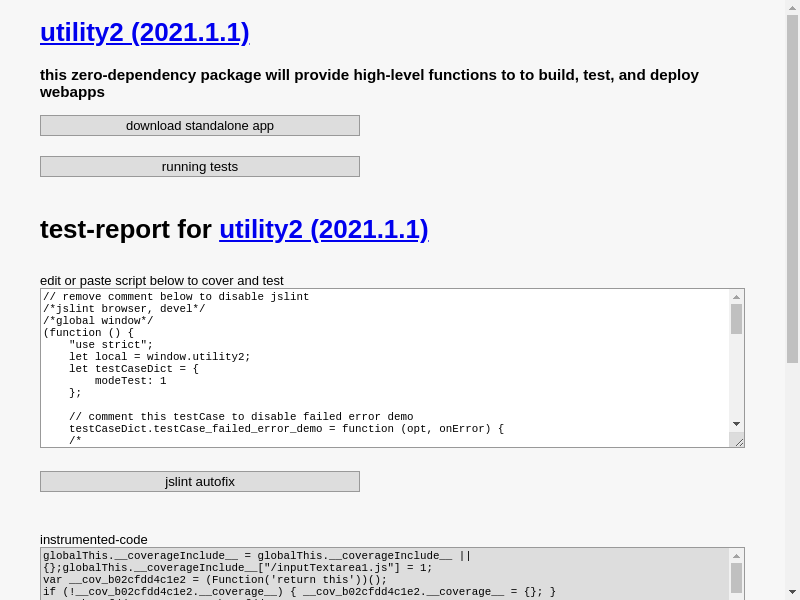 utility2 (2021.1.1)
this zero-dependency package will provide high-level functions to to build, test, and deploy
webapps
download standalone app
running tests
test-report for utility2 (2021.1.1)
edit or paste script below to cover and test
// remove comment below to disable jslint
/*jslint browser, devel*/
/*global window*/
(function () {
    "use strict";
    let local = window.utility2;
    let testCaseDict = {
        modeTest: 1
    };
    // comment this testCase to disable failed error demo
    testCaseDict.testCase_failed_error_demo = function (opt, onError) {
    /*
jslint autofix
instrumented-code
globalThis.__coverageInclude__ = globalThis.__coverageInclude__ ||
{};globalThis.__coverageInclude__["/inputTextarea1.js"] = 1;
var __cov_b02cfdd4c1e2 = (Function('return this'))();
if (!__cov_b02cfdd4c1e2.__coverage__) { __cov_b02cfdd4c1e2.__coverage__ = {}; }